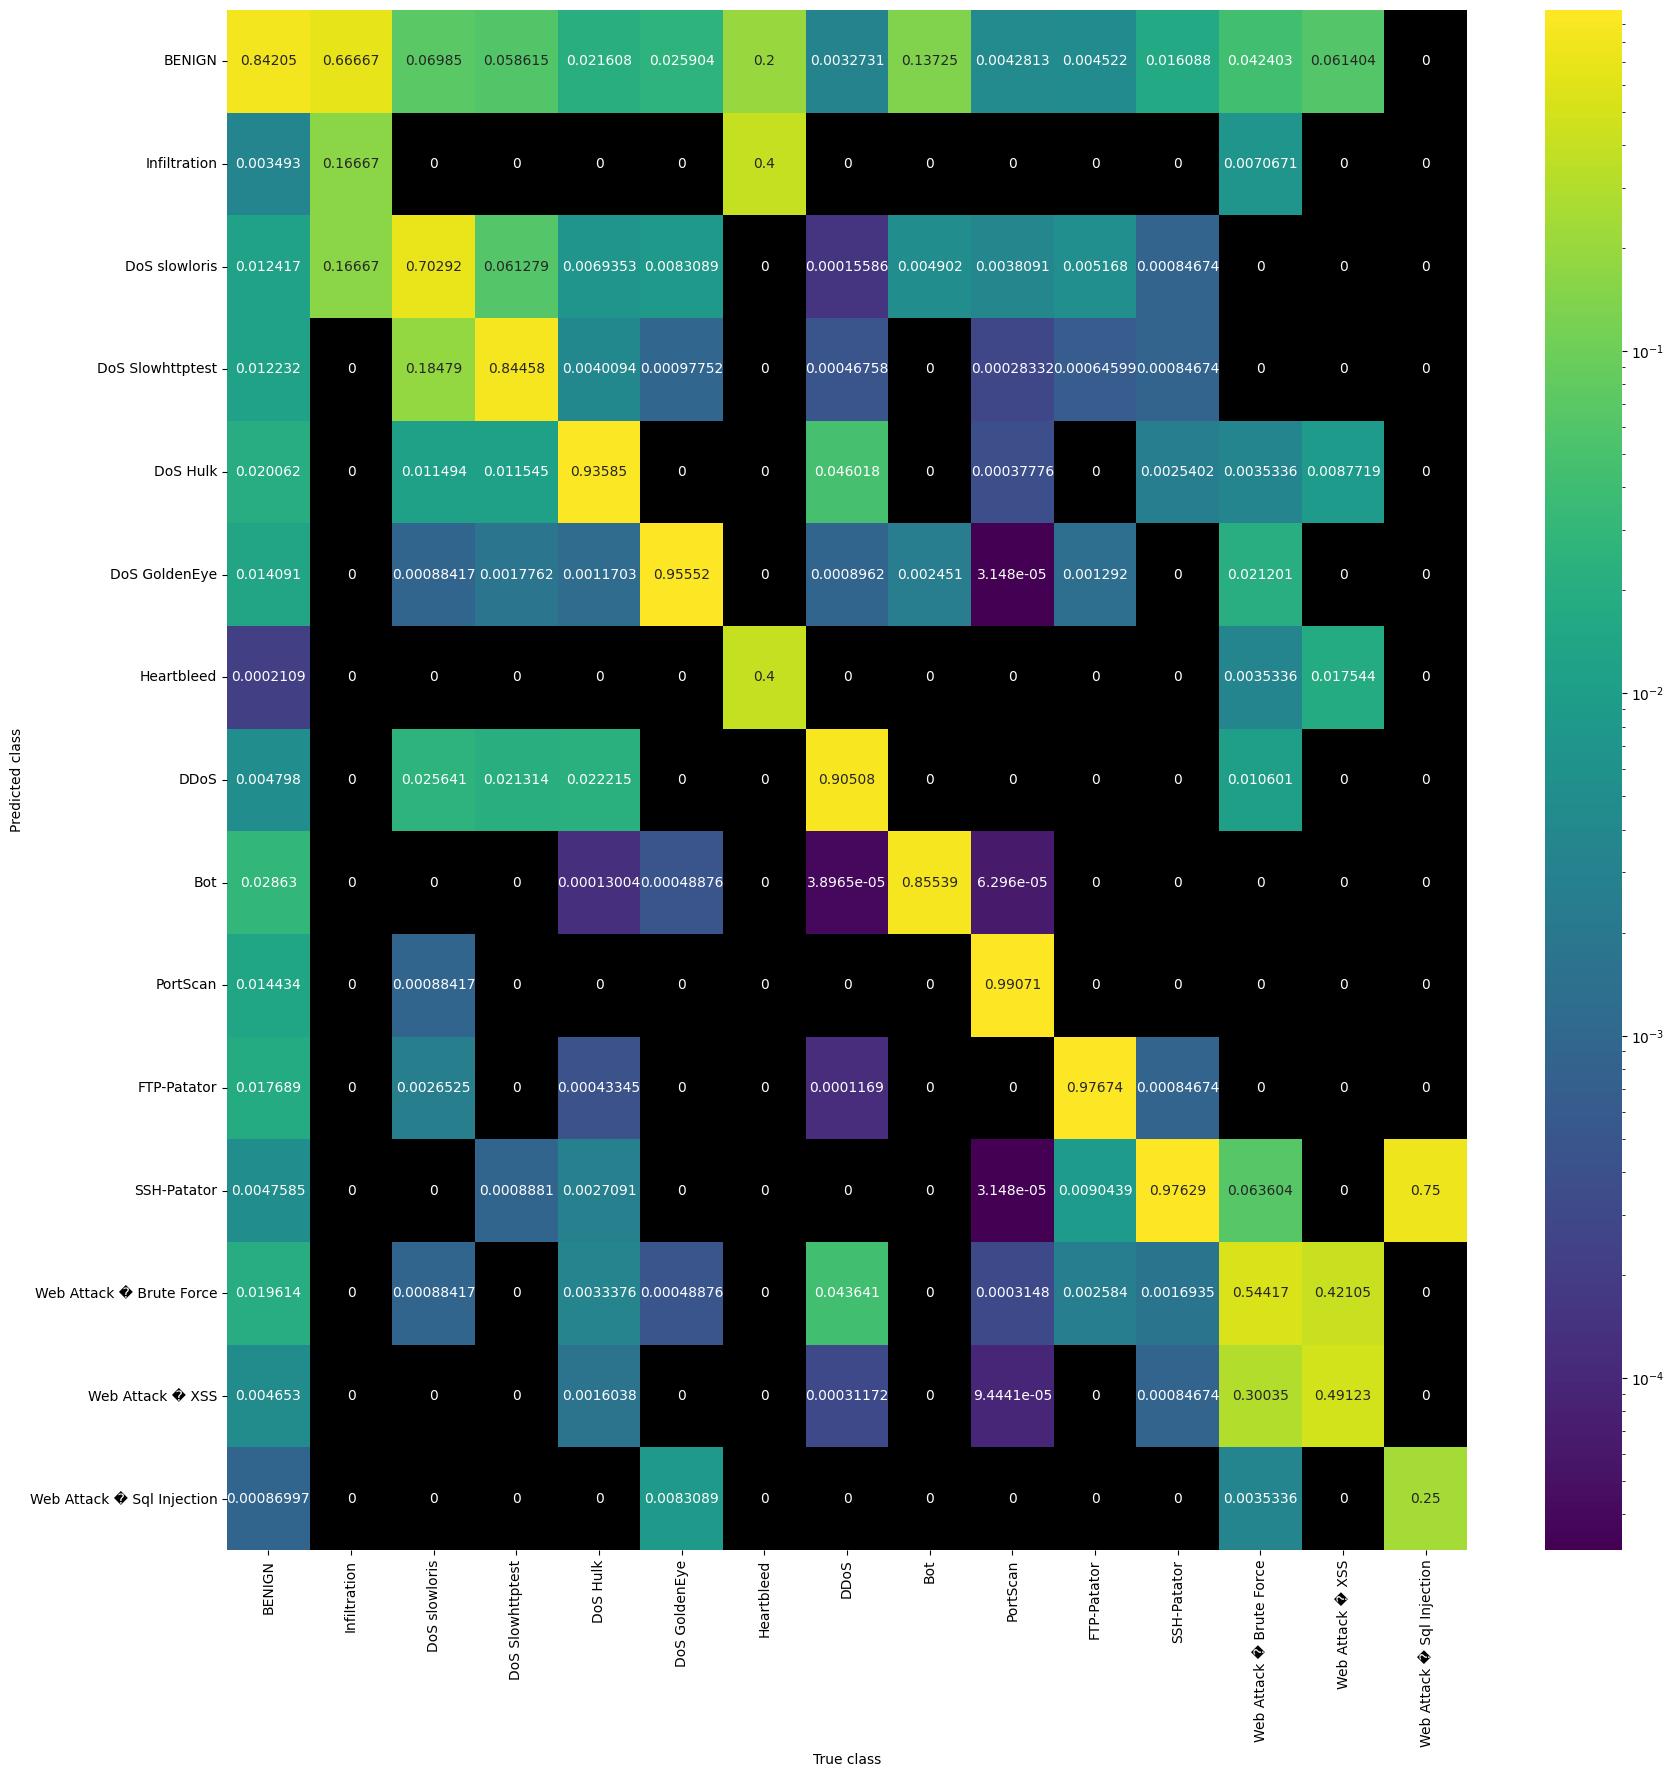 BENIGN 0.84205 0.66667 0.06985 0.058615 0.021608 0.025904 0.2 0.0032731 0.13725 0.0042813 0.004522 0.016088 0.042403 0.061404 0
Infiltration 0.003493 0.16667 0 0 0 0 0.4 0 0 0 0 0 0.0070671 0 0
DoS slowloris 0.012417 0.16667 0.70292 0.061279 0.0069353 0.0083089 0 0.00015586 0.004902 0.0038091 0.005168 0.00084674 0 0 0
10⁻¹
DoS Slowhttptest 0.012232 0 0.18479 0.84458 0.0040094 0.00097752 0 0.00046758 0 0.00028332 0.00064599 0.00084674 0 0 0
DoS Hulk 0.020062 0 0.011494 0.011545 0.93585 0 0 0.046018 0 0.00037776 0 0.0025402 0.0035336 0.0087719 0
DoS GoldenEye 0.014091 0 0.00088417 0.0017762 0.0011703 0.95552 0 0.0008962 0.002451 3.148e-05 0.001292 0 0.021201 0 0
Heartbleed 0.0002109 0 0 0 0 0 0.4 0 0 0 0 0 0.0035336 0.017544 0
10⁻²
Predicted class
DDoS 0.004798 0 0.025641 0.021314 0.022215 0 0 0.90508 0 0 0 0 0.010601 0 0
Bot 0.02863 0 0 0 0.00013004 0.00048876 0 3.8965e-05 0.85539 6.296e-05 0 0 0 0 0
PortScan 0.014434 0 0.00088417 0 0 0 0 0 0 0.99071 0 0 0 0 0
10⁻³
FTP-Patator 0.017689 0 0.0026525 0 0.00043345 0 0 0.0001169 0 0 0.97674 0.00084674 0 0 0
SSH-Patator 0.0047585 0 0 0.0008881 0.0027091 0 0 0 0 3.148e-05 0.0090439 0.97629 0.063604 0 0.75
Web Attack � Brute Force 0.019614 0 0.00088417 0 0.0033376 0.00048876 0 0.043641 0 0.0003148 0.002584 0.0016935 0.54417 0.42105 0
10⁻⁴
Web Attack � XSS 0.004653 0 0 0 0.0016038 0 0 0.00031172 0 9.4441e-05 0 0.00084674 0.30035 0.49123 0
Web Attack � Sql Injection 0.00086997 0 0 0 0 0.0083089 0 0 0 0 0 0 0.0035336 0 0.25
BENIGN
Infiltration
DoS slowloris
DoS Slowhttptest
DoS Hulk
DoS GoldenEye
Heartbleed
DDoS
Bot
PortScan
FTP-Patator
SSH-Patator
Web Attack � Brute Force
Web Attack � XSS
Web Attack � Sql Injection
True class